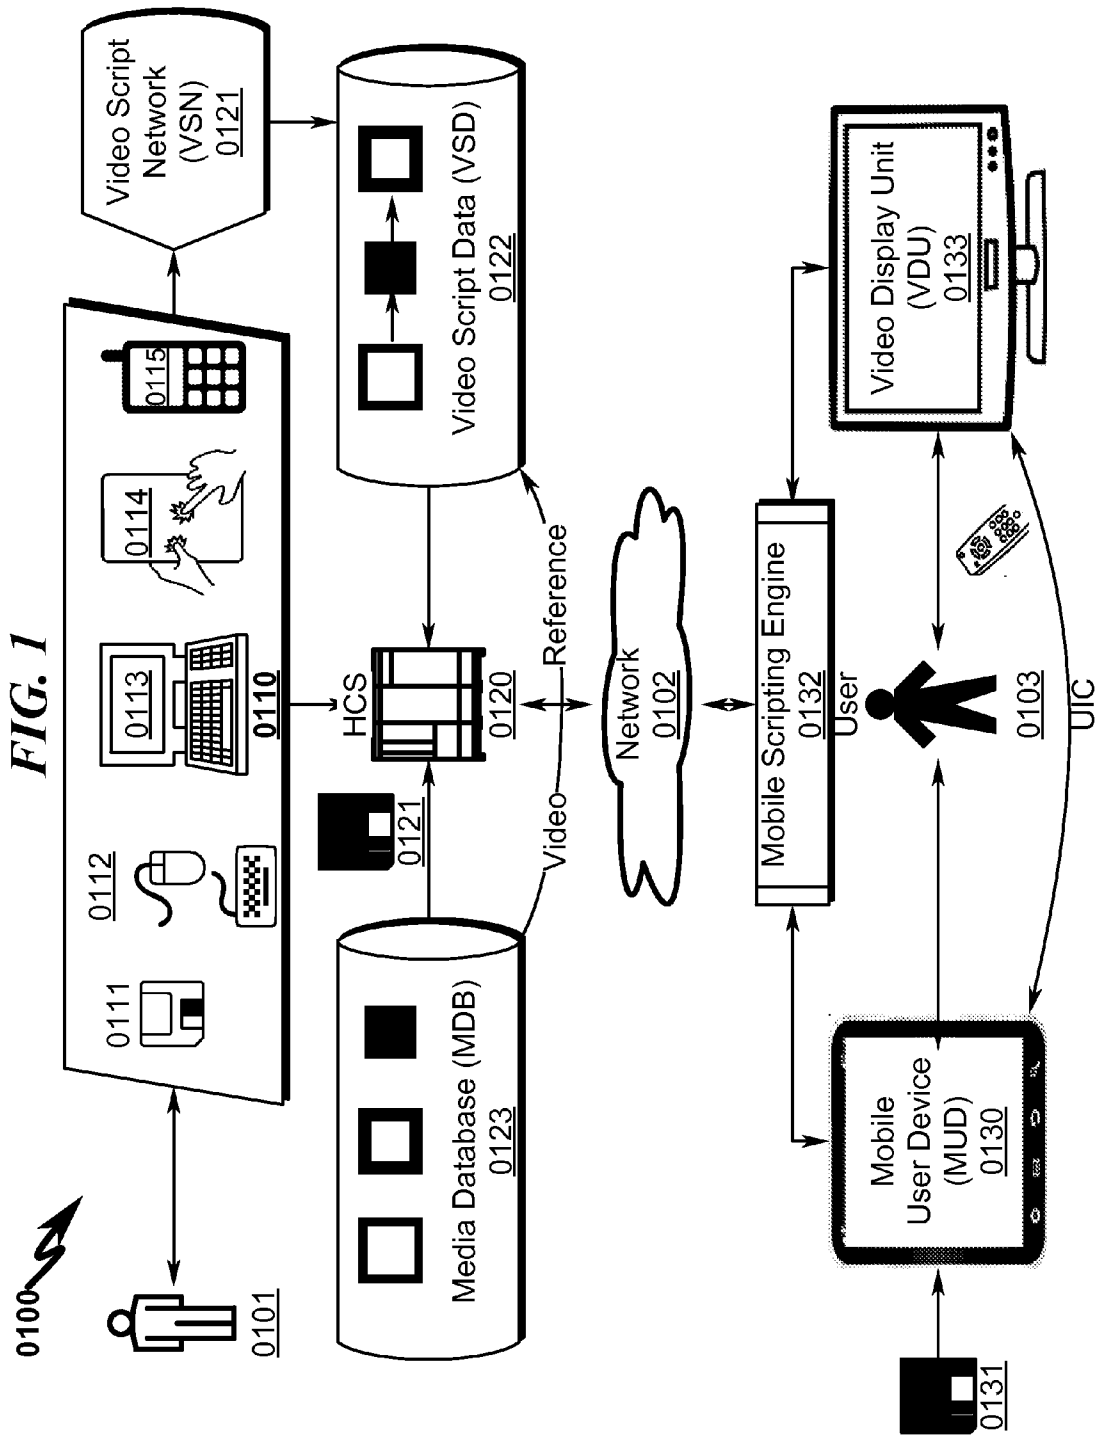 FIG. 1
0100
0101
0111
0112
0113
0110
0114
0115
Video Script
Network
(VSN)
0121
Media Database (MDB)
0123
0121
HCS
0120
Video Script Data (VSD)
0122
Video
Reference
Network
0102
Mobile Scripting Engine
0132
User
0103
UIC
0131
Mobile
User Device
(MUD)
0130
Video Display Unit
(VDU)
0133